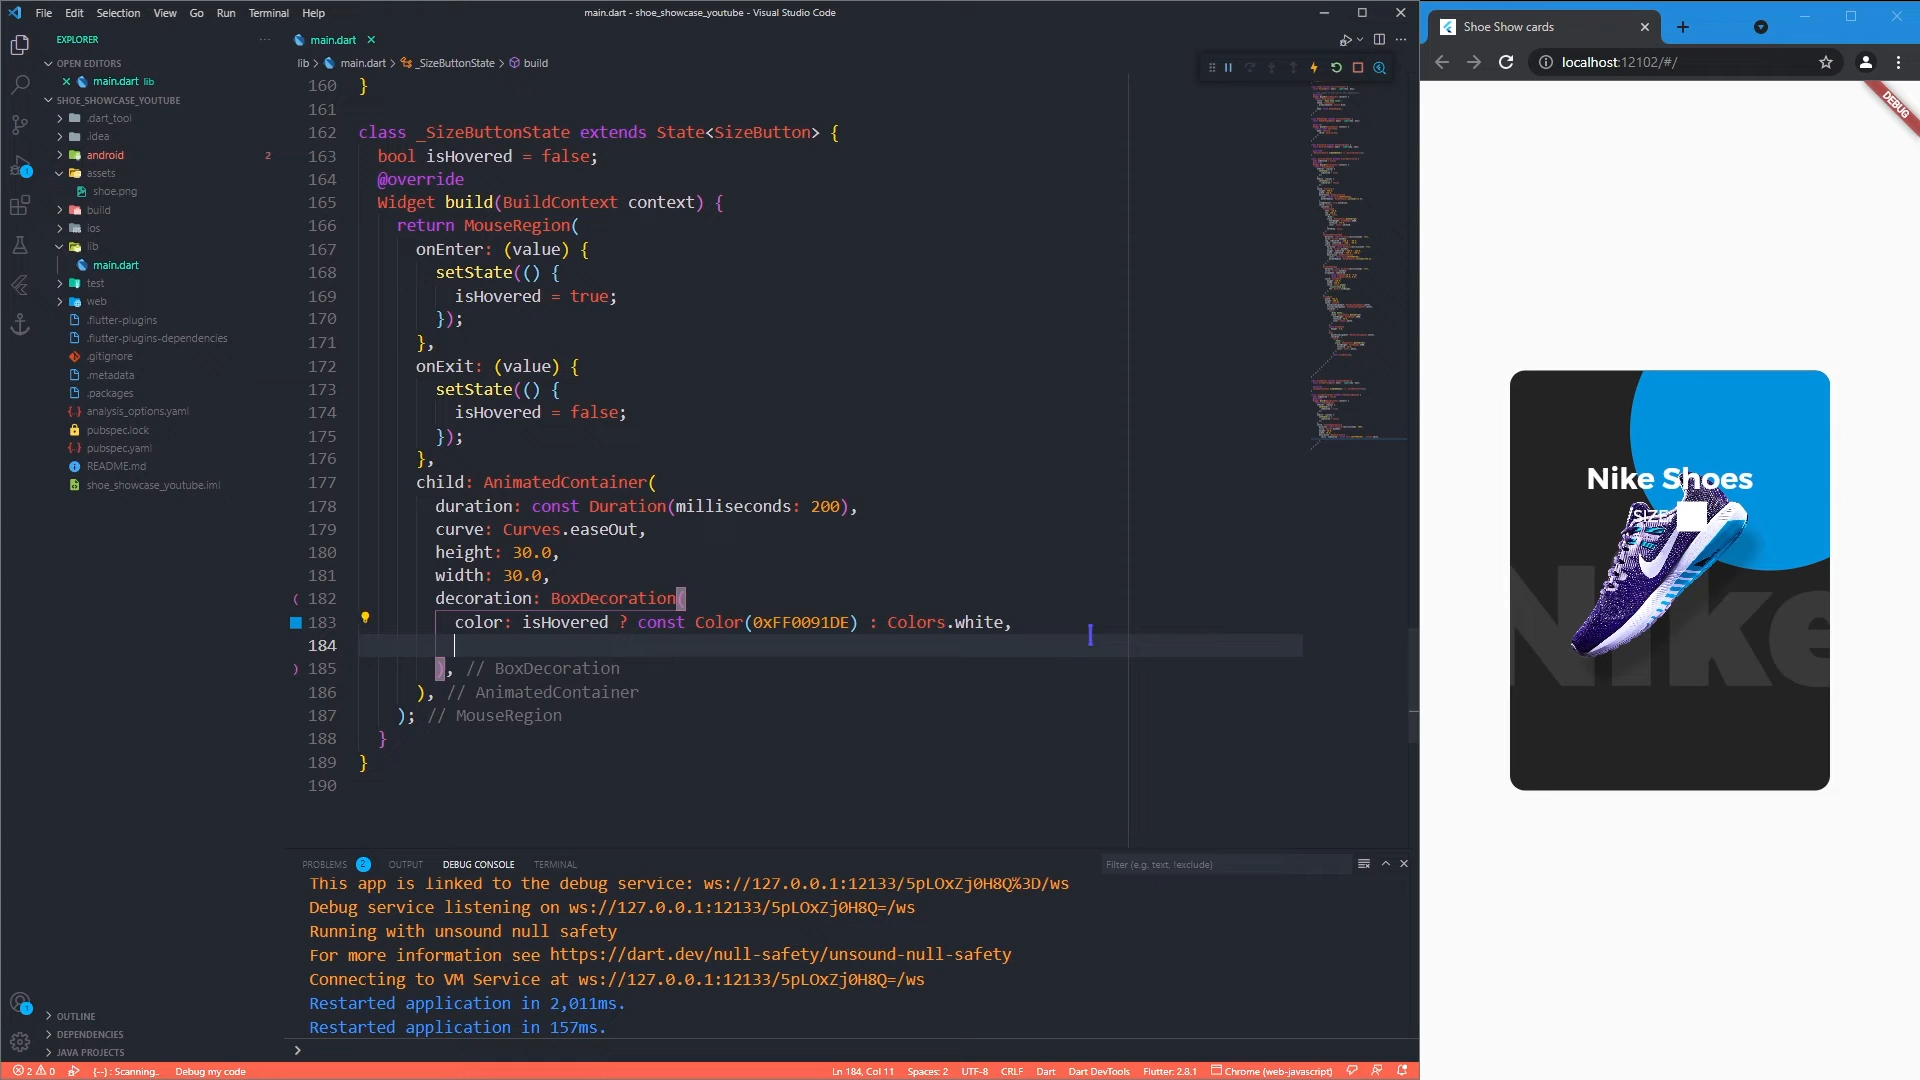 File Edit Selection View Go Run Terminal Help
main.dart - shoe_showcase_youtube - Visual Studio Code
EXPLORER
OPEN EDITORS
main.dart lib
SHOE_SHOWCASE_YOUTUBE
.dart_tool
.idea
android 2
assets
shoe.png
build
ios
lib
main.dart
test
web
.flutter-plugins
.flutter-plugins-dependencies
.gitignore
.metadata
.packages
analysis_options.yaml
pubspec.lock
pubspec.yaml
README.md
shoe_showcase_youtube.iml
OUTLINE
DEPENDENCIES
JAVA PROJECTS
main.dart
lib > main.dart > _SizeButtonState > build
160 }
161
162 class _SizeButtonState extends State<SizeButton> {
163 bool isHovered = false;
164 @override
165 Widget build(BuildContext context) {
166 return MouseRegion(
167 onEnter: (value) {
168 setState(() {
169 isHovered = true;
170 });
171 },
172 onExit: (value) {
173 setState(() {
174 isHovered = false;
175 });
176 },
177 child: AnimatedContainer(
178 duration: const Duration(milliseconds: 200),
179 curve: Curves.easeOut,
180 height: 30.0,
181 width: 30.0,
182 decoration: BoxDecoration(
183 color: isHovered ? const Color(0xFF0091DE) : Colors.white,
184
185 ), // BoxDecoration
186 ), // AnimatedContainer
187 ); // MouseRegion
188 }
189 }
190
PROBLEMS 2 OUTPUT DEBUG CONSOLE TERMINAL
Filter (e.g. text, !exclude)
This app is linked to the debug service: ws://127.0.0.1:12133/5pLOxZj0H8Q%3D/ws
Debug service listening on ws://127.0.0.1:12133/5pLOxZj0H8Q=/ws
Running with unsound null safety
For more information see https://dart.dev/null-safety/unsound-null-safety
Connecting to VM Service at ws://127.0.0.1:12133/5pLOxZj0H8Q=/ws
Restarted application in 2,011ms.
Restarted application in 157ms.
2 0 {--} : Scanning.. Debug my code
Ln 184, Col 11 Spaces: 2 UTF-8 CRLF Dart Dart DevTools Flutter: 2.8.1 Chrome (web-javascript)
Shoe Show cards
localhost:12102/#/
DEBUG
Nike Shoes
SIZE:
Nike